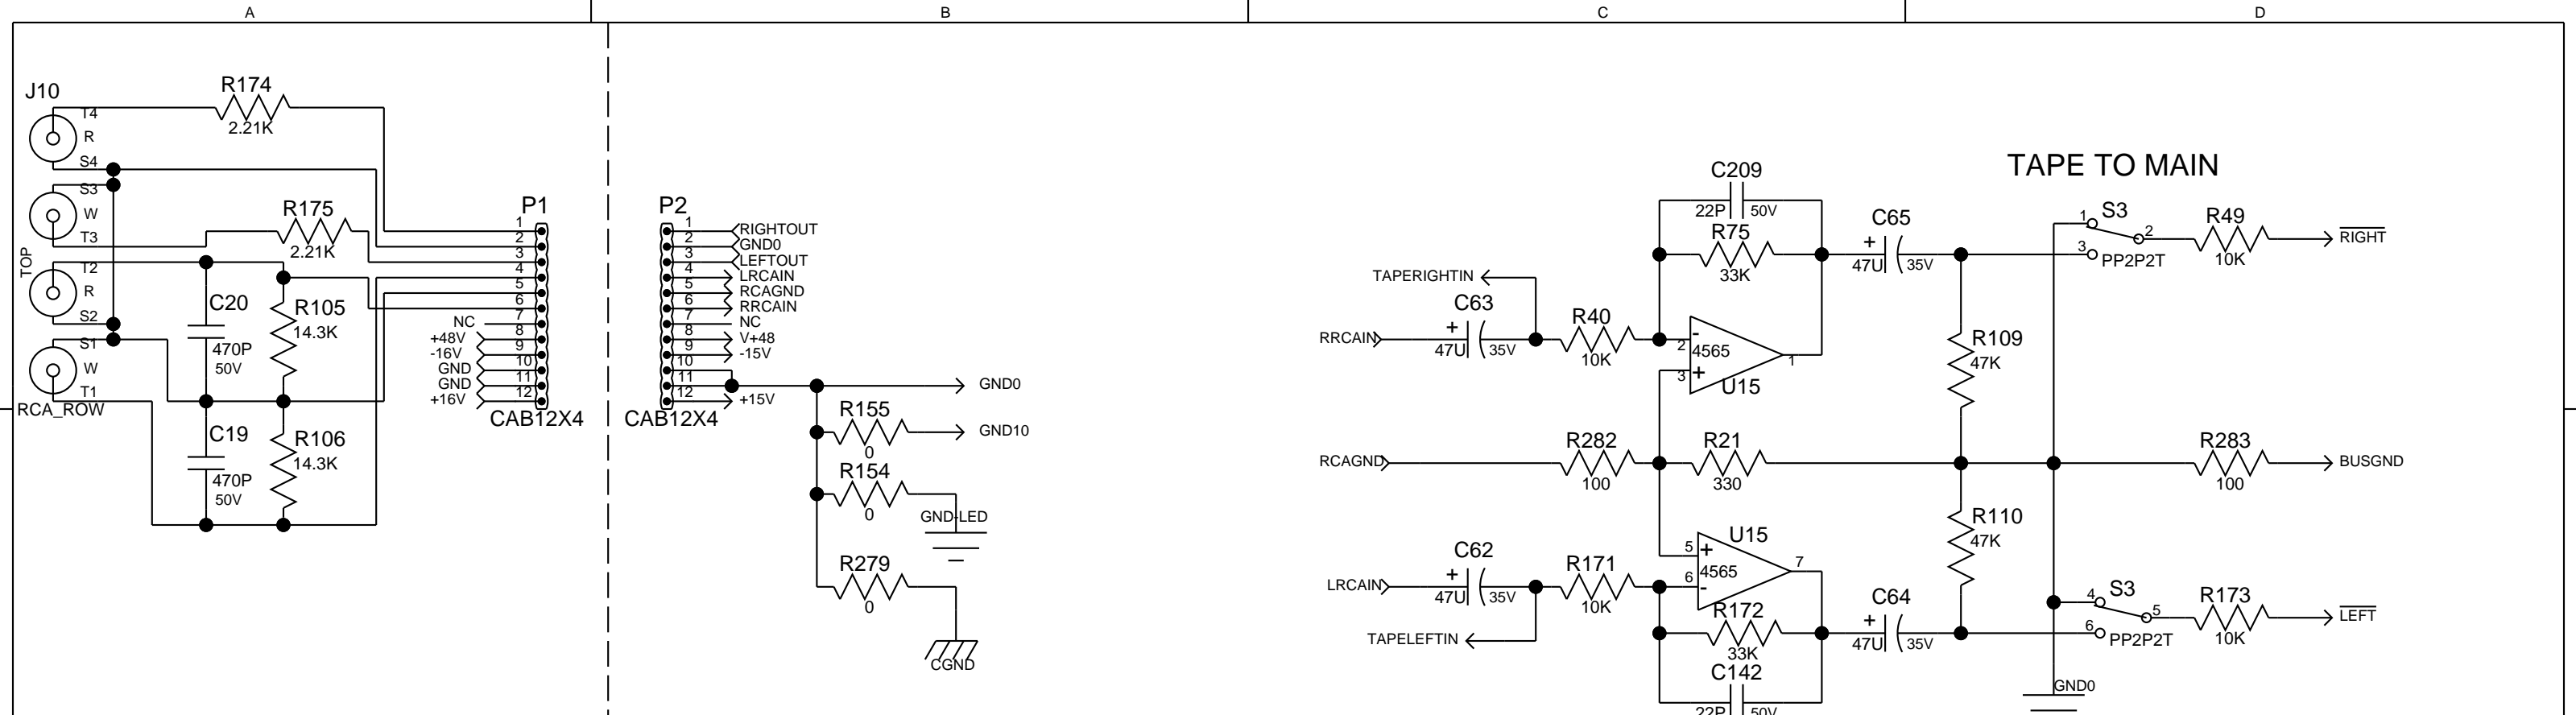 A B C D
J10
T4
R
S4
S3
W
T3
TOP
T2
R
S2
S1
W
T1
RCA_ROW
R174
2.21K
R175
2.21K
C20
470P
50V
R105
14.3K
C19
470P
50V
R106
14.3K
P1
1
2
3
4
5
6
NC 7
+48V 8
-16V 9
GND 10
GND 11
+16V 12
CAB12X4
P2
1 RIGHTOUT
2 GND0
3 LEFTOUT
4 LRCAIN
5 RCAGND
6 RRCAIN
7 NC
8 V+48
9 -15V
10
11
12 +15V
CAB12X4
GND0
R155
0
GND10
R154
0
GND-LED
R279
0
CGND
TAPERIGHTIN
RRCAIN
C63
+
47U 35V
R40
10K
C209
22P 50V
R75
33K
-
2 4565
3 +
1
U15
C65
+
47U 35V
R109
47K
TAPE TO MAIN
1 S3
2
3
PP2P2T
R49
10K
RIGHT
RCAGND
R282
100
R21
330
R283
100
BUSGND
R110
47K
LRCAIN
C62
+
47U 35V
TAPELEFTIN
R171
10K
U15
5 +
4565
6 -
7
R172
33K
C142
22P 50V
C64
+
47U 35V
4 S3
5
6
PP2P2T
R173
10K
LEFT
GND0